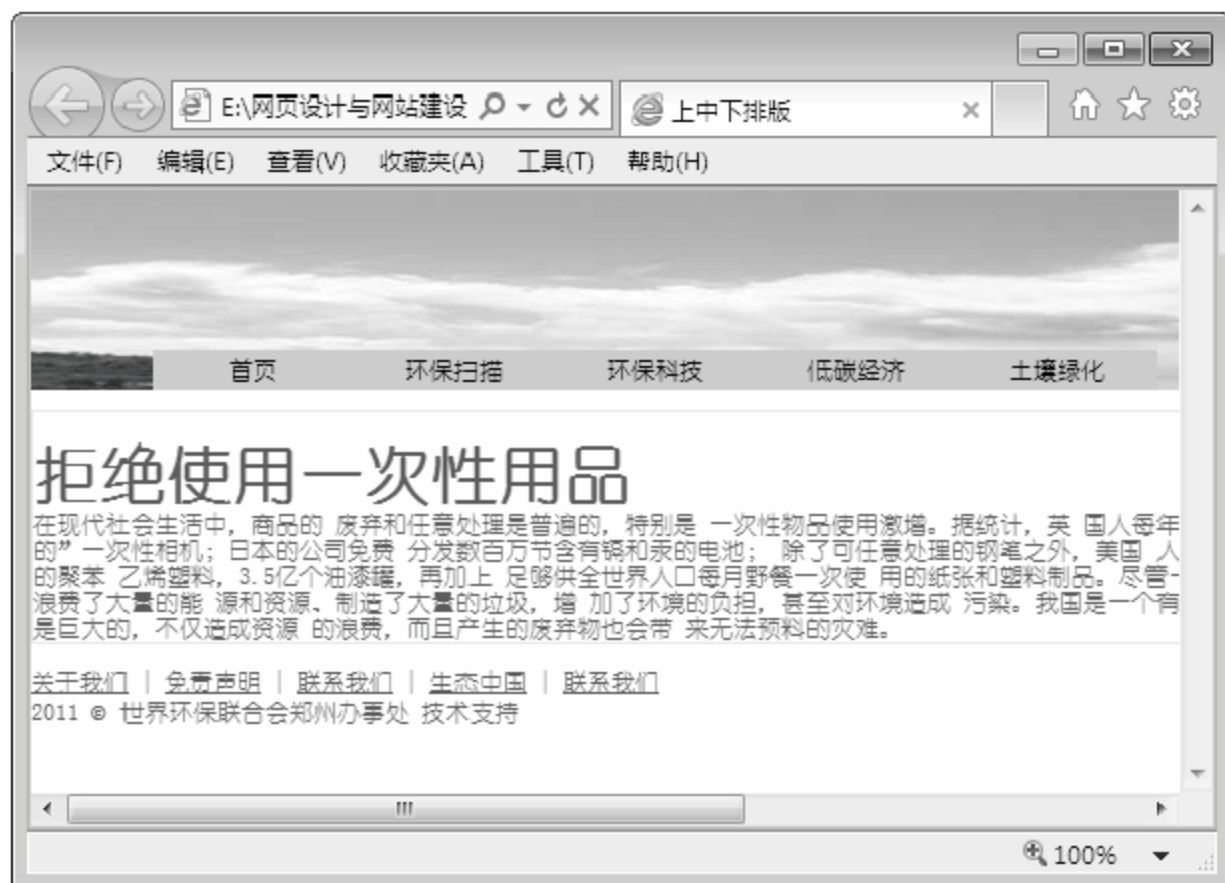 E:\网页设计与网站建设
上中下排版
文件(F) 编辑(E) 查看(V) 收藏夹(A) 工具(T) 帮助(H)
首页 环保扫描 环保科技 低碳经济 土壤绿化
拒绝使用一次性用品
在现代社会生活中，商品的 废弃和任意处理是普遍的，特别是 一次性物品使用激增。据统计，英 国人每年
的”一次性相机；日本的公司免费 分发数百万节含有镉和汞的电池； 除了可任意处理的钢笔之外，美国 人
的聚苯 乙烯塑料，3.5亿个油漆罐，再加上 足够供全世界人口每月野餐一次使 用的纸张和塑料制品。尽管
浪费了大量的能 源和资源、制造了大量的垃圾，增 加了环境的负担，甚至对环境造成 污染。我国是一个有
是巨大的，不仅造成资源 的浪费，而且产生的废弃物也会带 来无法预料的灾难。
关于我们 | 免责声明 | 联系我们 | 生态中国 | 联系我们
2011 © 世界环保联合会郑州办事处 技术支持
100%